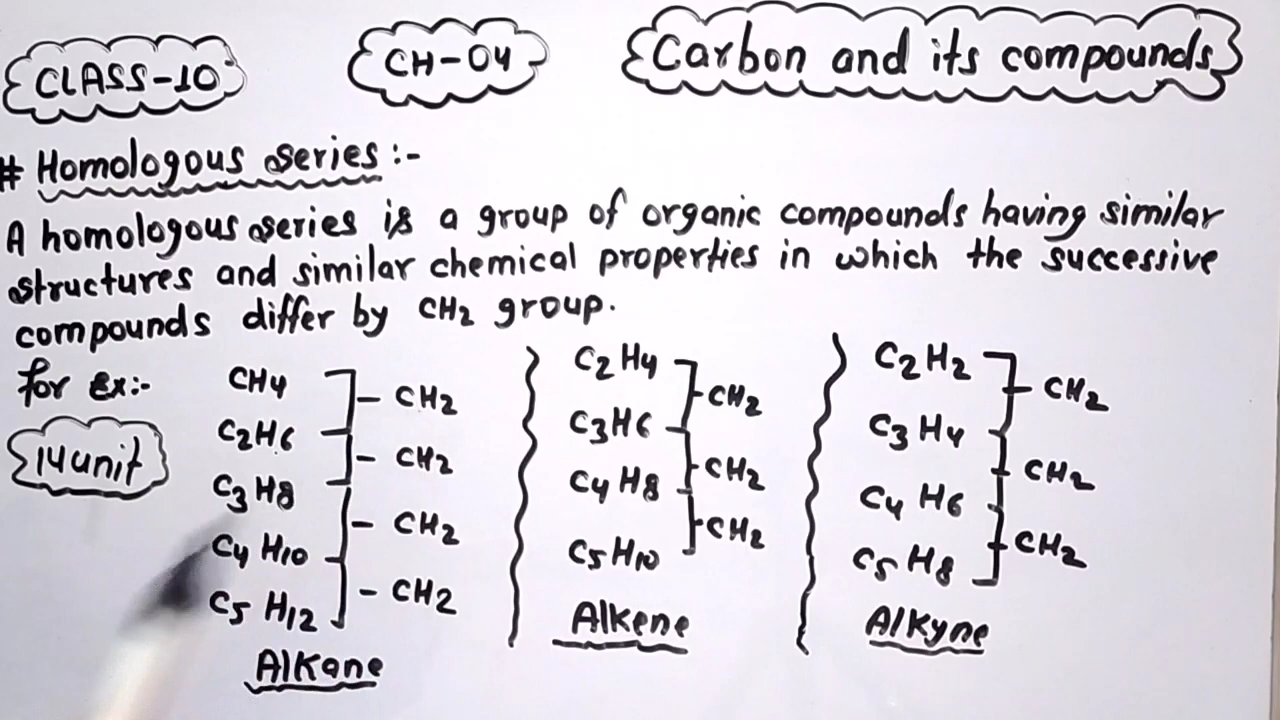 CLASS-10
CH-04
Carbon and its compounds
# Homologous series :-
A homologous series is a group of organic compounds having similar
structures and similar chemical properties in which the successive
compounds differ by CH2 group.
for ex:-
14 unit
CH4
C2H6
C3H8
C4H10
C5H12
- CH2
- CH2
- CH2
- CH2
Alkane
C2H4
C3H6
C4H8
C5H10
CH2
CH2
CH2
Alkene
C2H2
C3H4
C4H6
C5H8
CH2
CH2
CH2
Alkyne